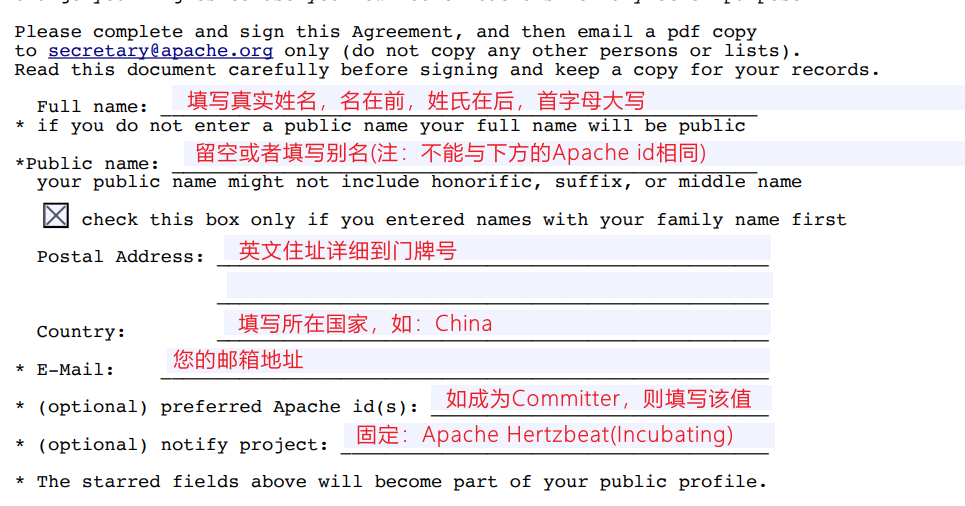 Please complete and sign this Agreement, and then email a pdf copy
to secretary@apache.org only (do not copy any other persons or lists).
Read this document carefully before signing and keep a copy for your records.
Full name: 填写真实姓名，名在前，姓氏在后，首字母大写
* if you do not enter a public name your full name will be public
*Public name: 留空或者填写别名(注：不能与下方的Apache id相同)
your public name might not include honorific, suffix, or middle name
check this box only if you entered names with your family name first
Postal Address: 英文住址详细到门牌号
Country: 填写所在国家，如：China
* E-Mail: 您的邮箱地址
* (optional) preferred Apache id(s): 如成为Committer，则填写该值
* (optional) notify project: 固定：Apache Hertzbeat(Incubating)
* The starred fields above will become part of your public profile.